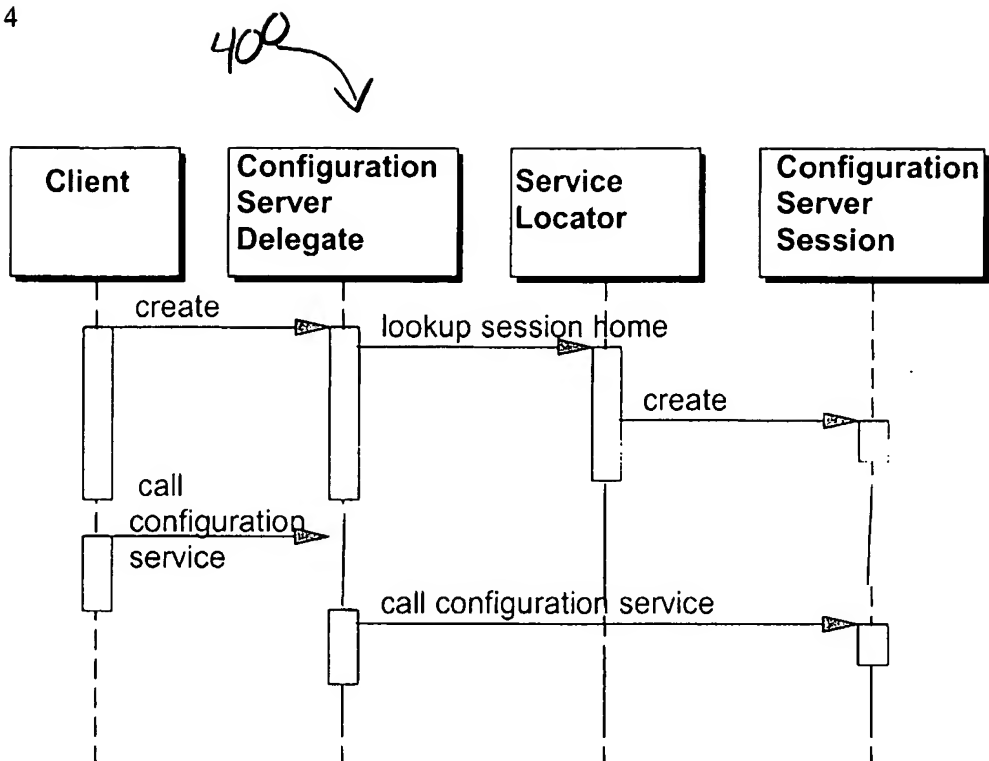 4
400
Client
Configuration
Server
Delegate
Service
Locator
Configuration
Server
Session
create
lookup session home
create
call
configuration
service
call configuration service